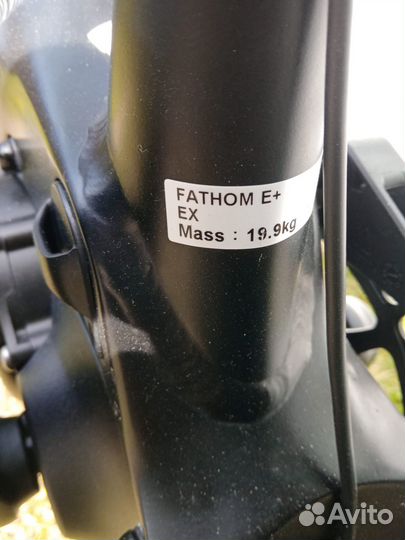 FATHOM E+
EX
Mass : 19.9kg
Avito